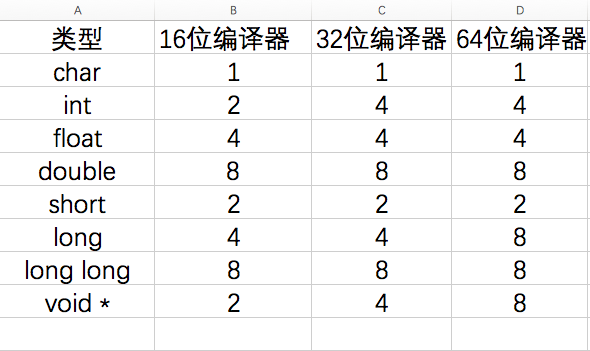 A B C D
类型 16位编译器 32位编译器 64位编译器
char 1 1 1
int 2 4 4
float 4 4 4
double 8 8 8
short 2 2 2
long 4 4 8
long long 8 8 8
void * 2 4 8